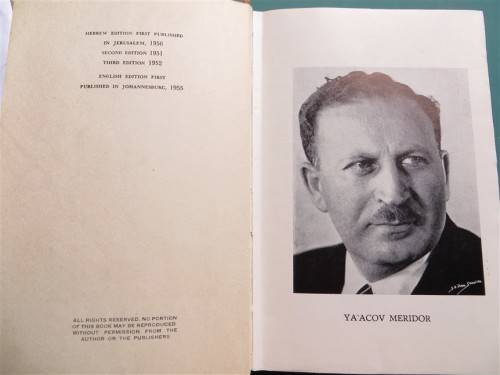 HEBREW EDITION FIRST PUBLISHED
IN JERUSALEM, 1950
SECOND EDITION 1951
THIRD EDITION 1952
ENGLISH EDITION FIRST
PUBLISHED IN JOHANNESBURG, 1955
ALL RIGHTS RESERVED. NO PORTION
OF THIS BOOK MAY BE REPRODUCED
WITHOUT PERMISSION FROM THE
AUTHOR OR THE PUBLISHERS
YA'ACOV MERIDOR